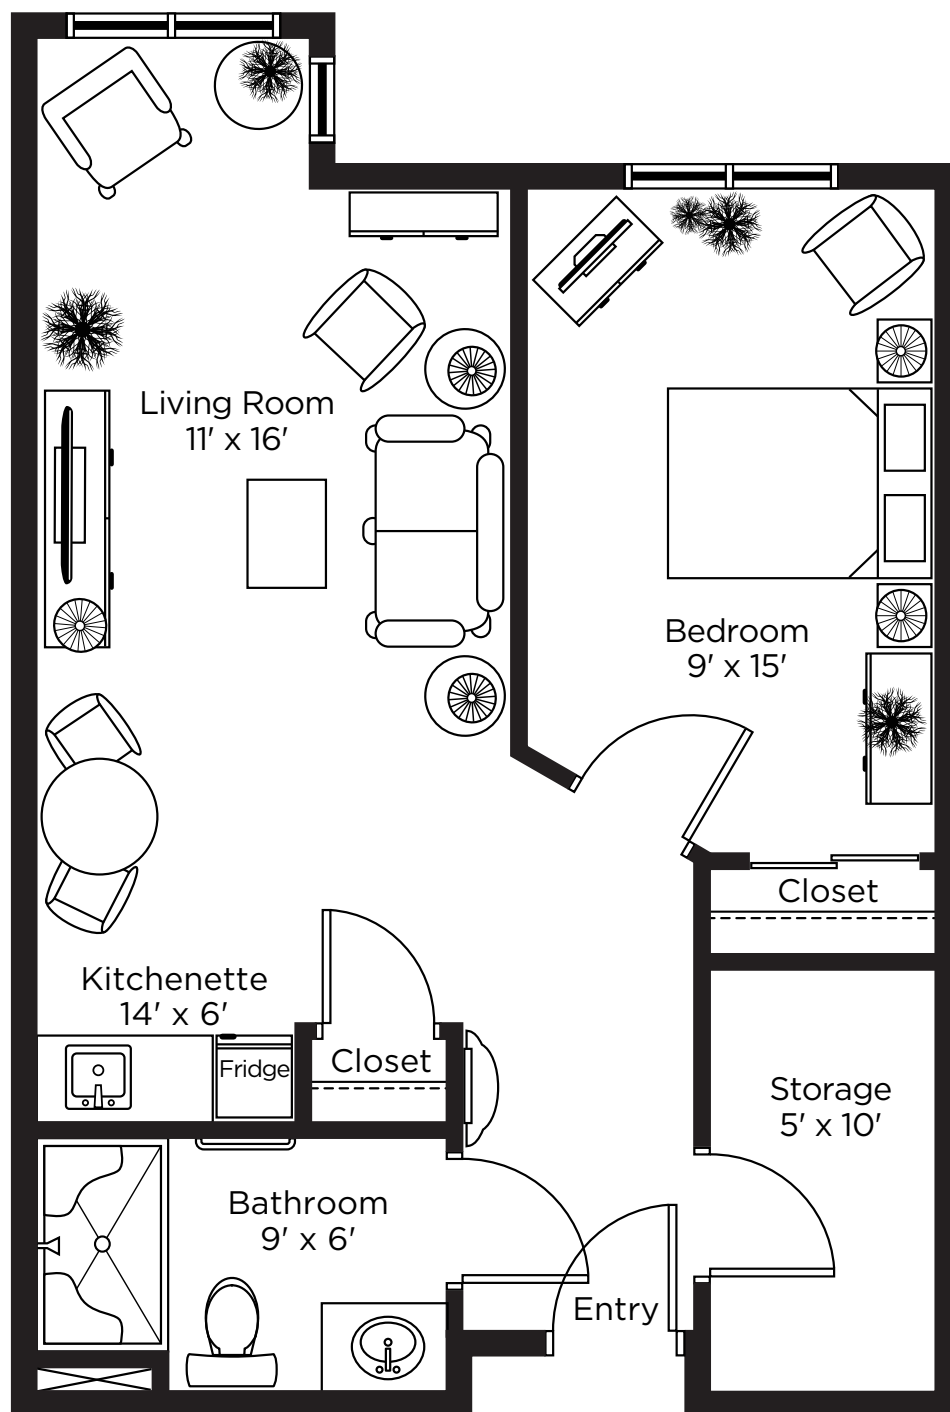 Living Room
11' x 16'
Bedroom
9' x 15'
Closet
Kitchenette
14' x 6'
Fridge
Closet
Storage
5' x 10'
Bathroom
9' x 6'
Entry